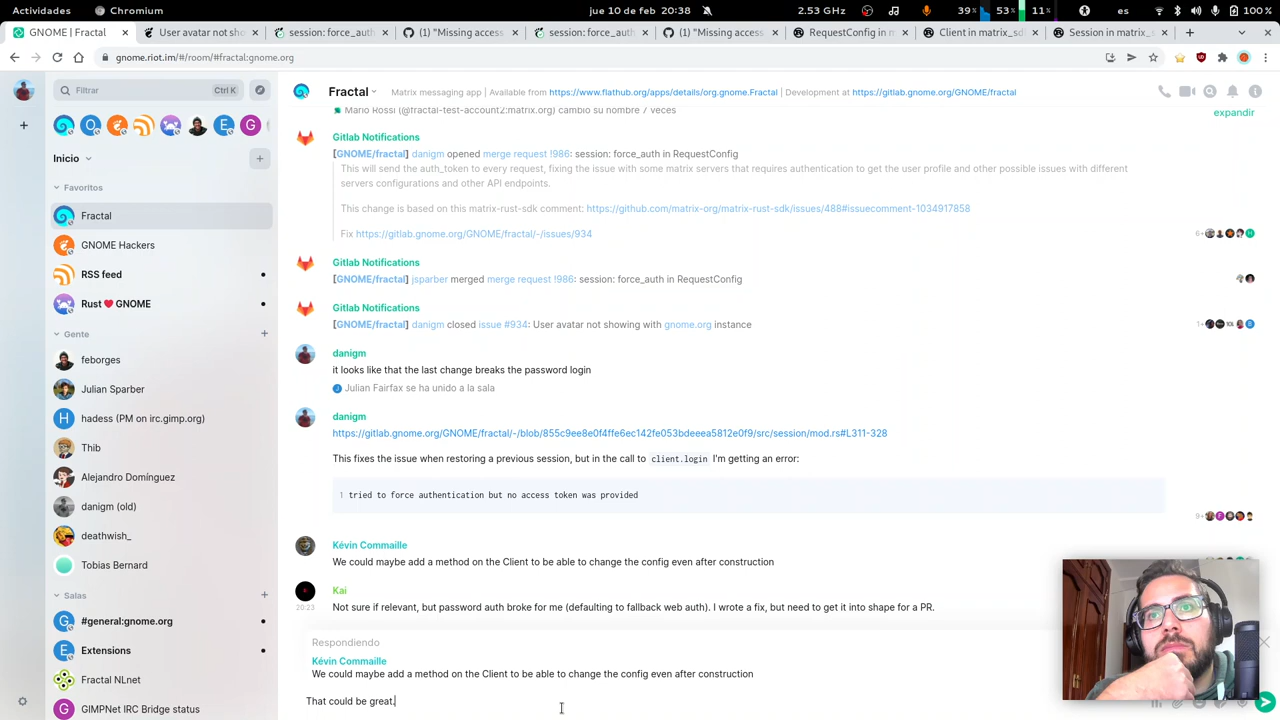 Actividades
Chromium
jue 10 de feb 20:38
2.53 GHz
39%
53%
11%
es
100 %
GNOME | Fractal
User avatar not sho
session: force_auth in
(1) "Missing access
session: force_auth in
(1) "Missing access
RequestConfig in m
Client in matrix_sd
Session in matrix_s
gnome.riot.im/#/room/#fractal:gnome.org
Filtrar
Ctrl K
Fractal
Matrix messaging app | Available from https://www.flathub.org/apps/details/org.gnome.Fractal | Development at https://gitlab.gnome.org/GNOME/fractal
Inicio
Favoritos
Fractal
GNOME Hackers
RSS feed
Rust ❤ GNOME
Gente
feborges
Julian Sparber
hadess (PM on irc.gimp.org)
Thib
Alejandro Domínguez
danigm (old)
deathwish_
Tobias Bernard
Salas
#general:gnome.org
Extensions
Fractal NLnet
GIMPNet IRC Bridge status
Mario Rossi (@fractal-test-account2:matrix.org) cambio su nombre 7 veces
expandir
Gitlab Notifications
[GNOME/fractal] danigm opened merge request !986: session: force_auth in RequestConfig
This will send the auth_token to every request, fixing the issue with some matrix servers that requires authentication to get the user profile and other possible issues with different
servers configurations and other API endpoints.
This change is based on this matrix-rust-sdk comment: https://github.com/matrix-org/matrix-rust-sdk/issues/488#issuecomment-1034917858
Fix https://gitlab.gnome.org/GNOME/fractal/-/issues/934
6+
Gitlab Notifications
[GNOME/fractal] jsparber merged merge request !986: session: force_auth in RequestConfig
Gitlab Notifications
[GNOME/fractal] danigm closed issue #934: User avatar not showing with gnome.org instance
1+
danigm
it looks like that the last change breaks the password login
Julian Fairfax se ha unido a la sala
danigm
https://gitlab.gnome.org/GNOME/fractal/-/blob/855c9ee8e0f4ffe6ec142fe053bdeeea5812e0f9/src/session/mod.rs#L311-328
This fixes the issue when restoring a previous session, but in the call to client.login I'm getting an error:
1 tried to force authentication but no access token was provided
9+
Kévin Commaille
We could maybe add a method on the Client to be able to change the config even after construction
Kai
20:23
Not sure if relevant, but password auth broke for me (defaulting to fallback web auth). I wrote a fix, but need to get it into shape for a PR.
Respondiendo
Kévin Commaille
We could maybe add a method on the Client to be able to change the config even after construction
That could be great,